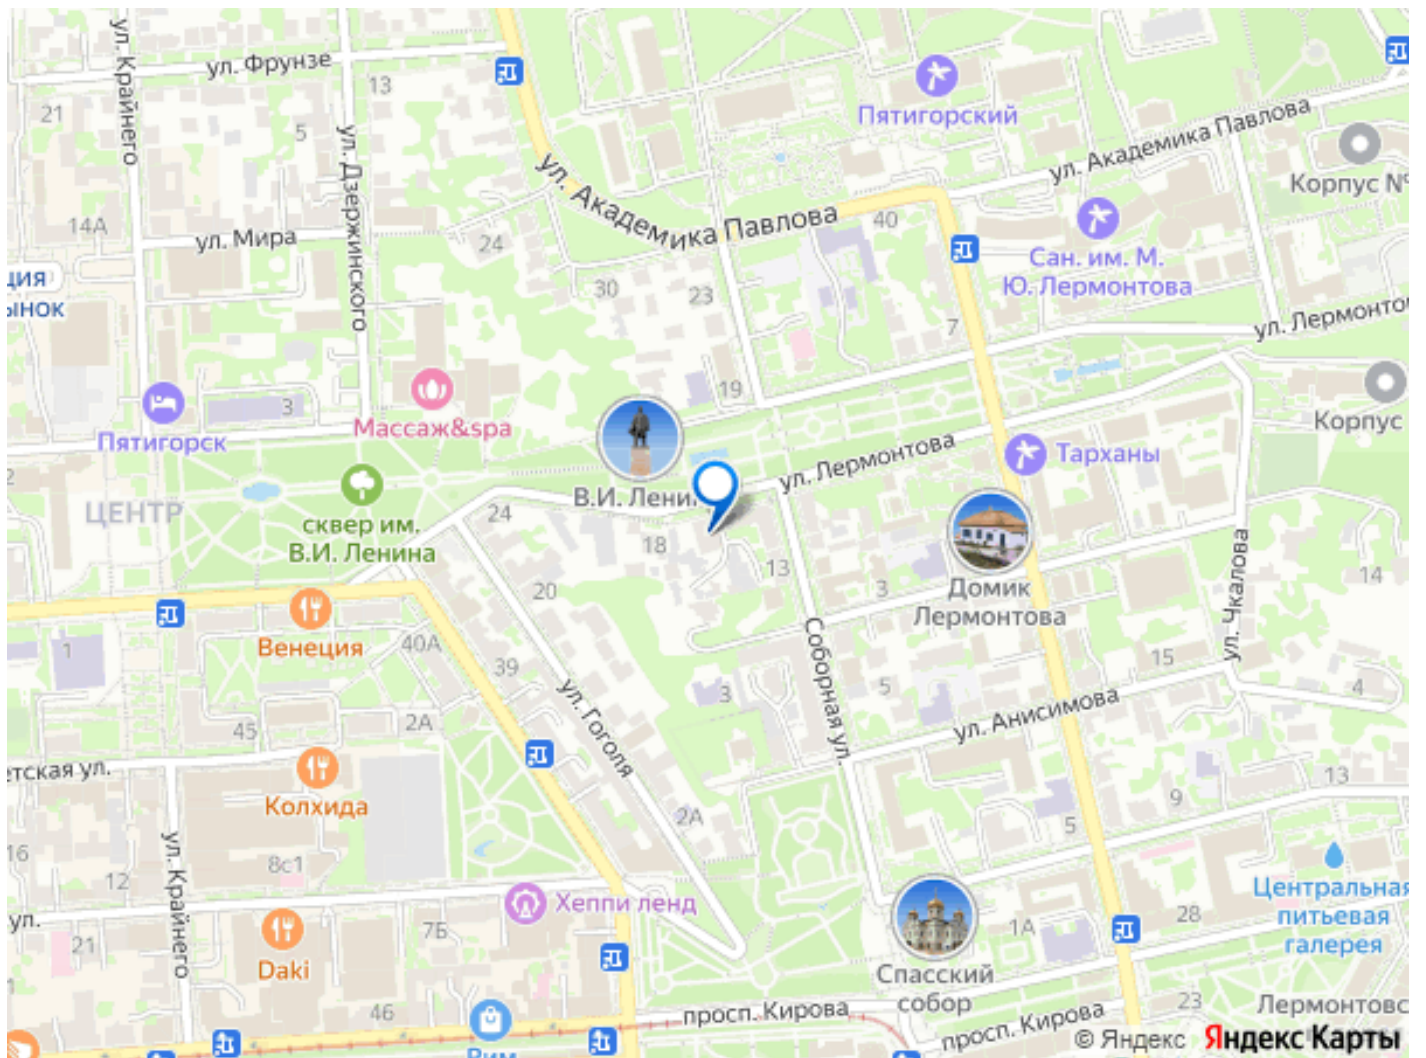 ул. Крайнего
ул. Фрунзе
13
21
5
ул. Дзержинского
Пятигорский
ул. Академика Павлова
Корпус №
14А
ул. Мира
24
ул. Академика Павлова
40
Сан. им. М.
Ю. Лермонтова
ция
ынок
30
23
7
ул. Лермонтов
3
19
Пятигорск
Массаж&spa
Корпус
ул. Лермонтова
Тарханы
ЦЕНТР
сквер им.
В.И. Ленина
24
В.И. Ленин
18
13
20
3
Домик
Лермонтова
14
ул. Чкалова
Венеция
1
40А
39
Соборная ул.
3
5
15
4
2А
45
ул. Гоголя
ул. Анисимова
етская ул.
Колхида
2А
13
9
5
16
12
8с1
ул. Крайнего
Центральная
питьевая
галерея
Хеппи ленд
ул.
21
7Б
Daki
1А
28
Спасский
собор
46
просп. Кирова
просп. Кирова
23
Лермонтовс
Рим
© Яндекс Яндекс Карты